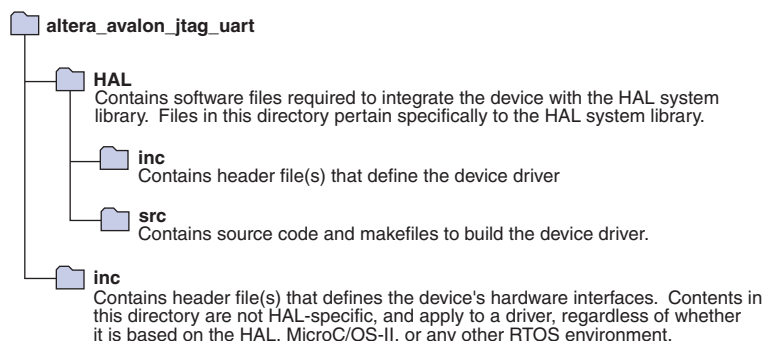 altera_avalon_jtag_uart
HAL
Contains software files required to integrate the device with the HAL system
library.  Files in this directory pertain specifically to the HAL system library.
inc
Contains header file(s) that define the device driver
src
Contains source code and makefiles to build the device driver.
inc
Contains header file(s) that defines the device's hardware interfaces.  Contents in
this directory are not HAL-specific, and apply to a driver, regardless of whether
it is based on the HAL, MicroC/OS-II, or any other RTOS environment.